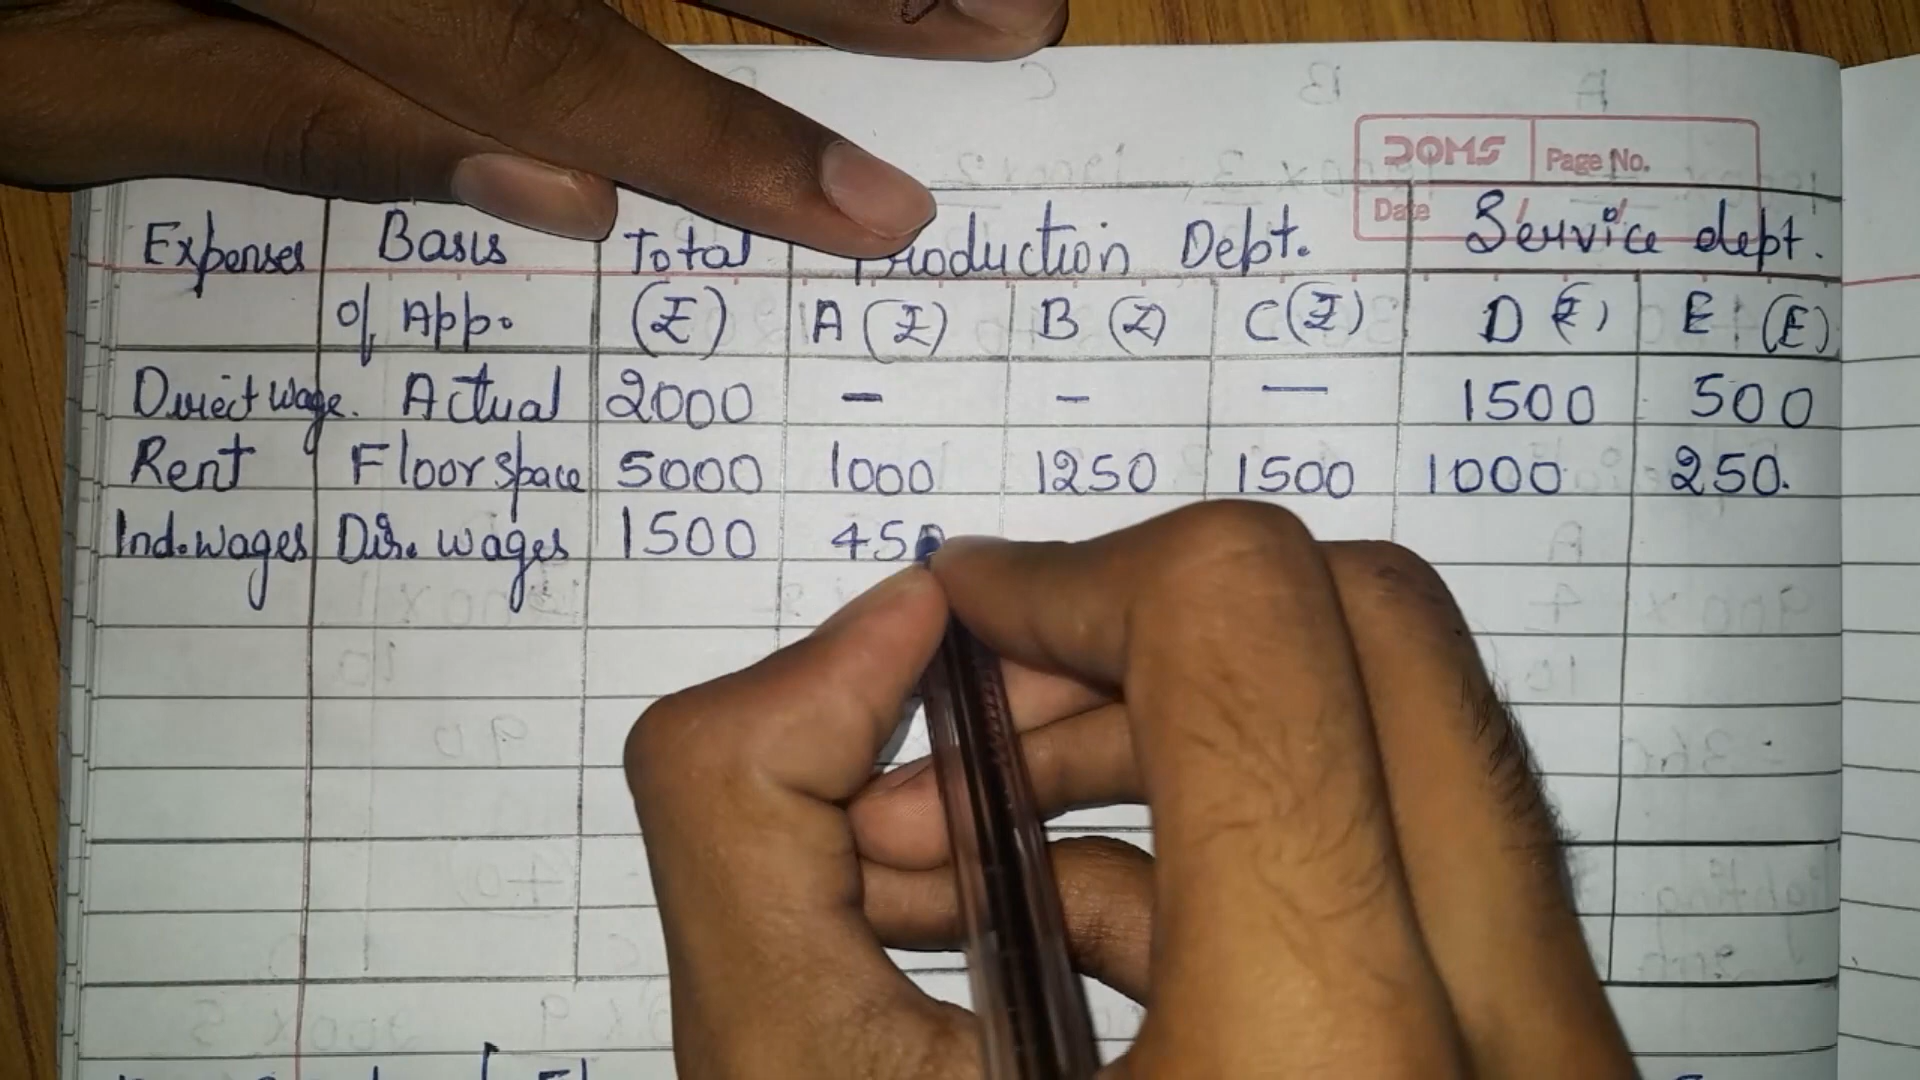 DOMS Page No.
Date
Expenses Basis Total Production Dept. Service dept.
of App. (₹) A (₹) B (₹) C (₹) D (₹) E (₹)
Direct wage. Actual 2000 - - - 1500 500
Rent Floor space 5000 1000 1250 1500 1000 250.
Ind. wages Dir. wages 1500 450